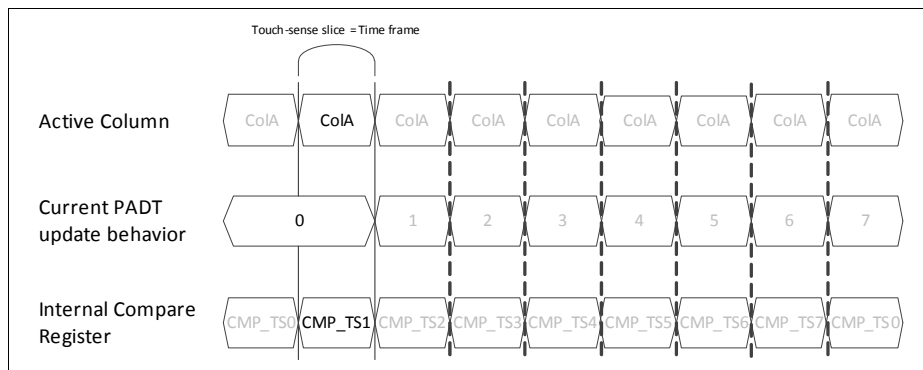 Touch-sense slice = Time frame
Active Column ColA ColA ColA ColA ColA ColA ColA ColA ColA
Current PADT
update behavior 0 1 2 3 4 5 6 7
Internal Compare
Register CMP_TS0 CMP_TS1 CMP_TS2 CMP_TS3 CMP_TS4 CMP_TS5 CMP_TS6 CMP_TS7 CMP_TS0